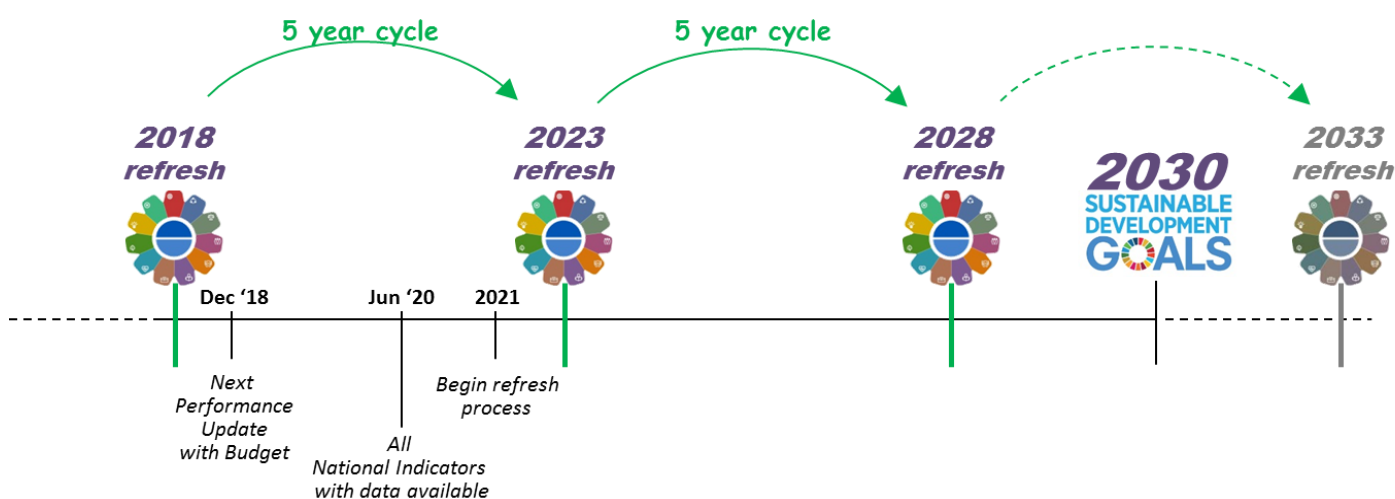 5 year cycle
5 year cycle
2018
refresh
2023
refresh
2028
refresh
2030
SUSTAINABLE
DEVELOPMENT
GOALS
2033
refresh
Dec ‘18
Jun ‘20
2021
Next
Performance
Update
with Budget
All
National Indicators
with data available
Begin refresh
process